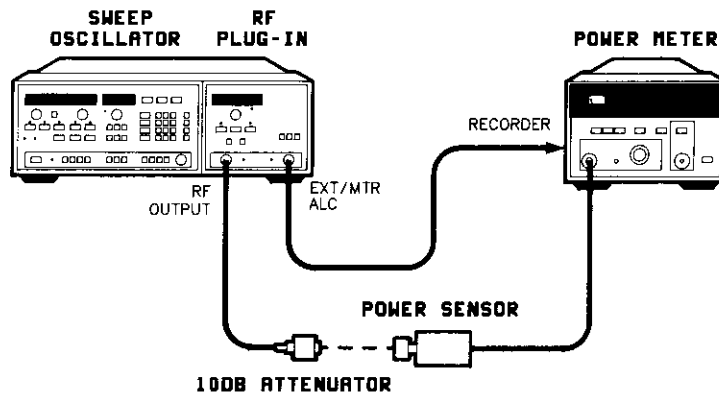 SWEEP
OSCILLATOR
RF
PLUG-IN
POWER METER
RECORDER
RF
OUTPUT
EXT/MTR
ALC
POWER SENSOR
10DB ATTENUATOR